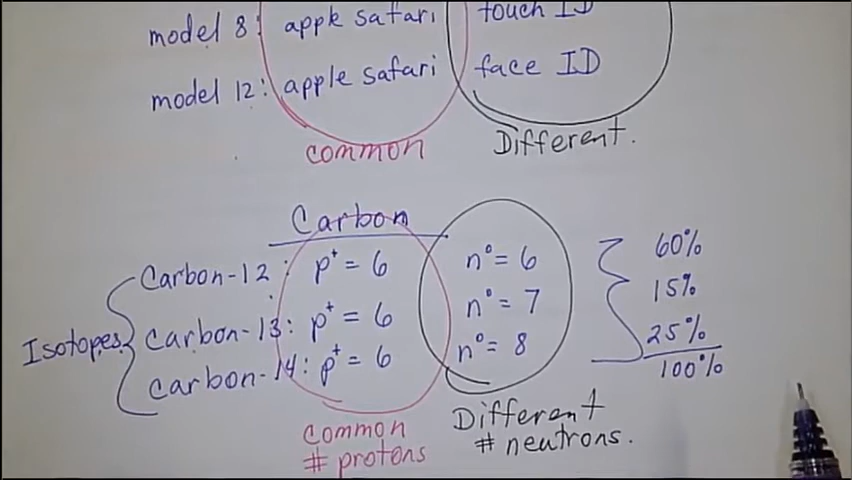 model 8: apple safari touch ID
model 12: apple safari face ID
common Different.
Carbon
Carbon-12: p⁺ = 6 n° = 6 60%
Carbon-13: p⁺ = 6 n° = 7 15%
Isotopes
Carbon-14: p⁺ = 6 n° = 8 25%
100%
Common Different
# protons # neutrons.